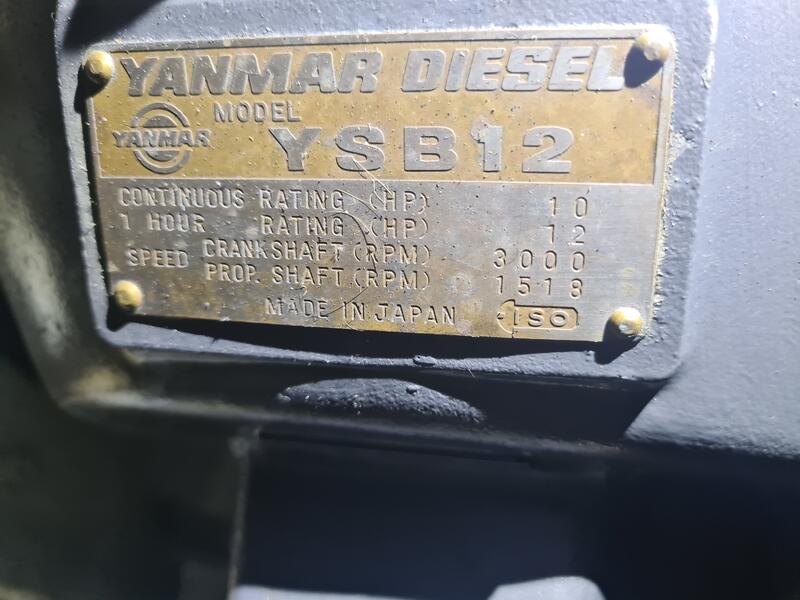 YANMAR DIESEL
MODEL
YANMAR
YSB12
CONTINUOUS RATING (HP) 10
1 HOUR RATING (HP) 12
SPEED CRANKSHAFT (RPM) 3000
PROP. SHAFT (RPM) 1518
MADE IN JAPAN ISO